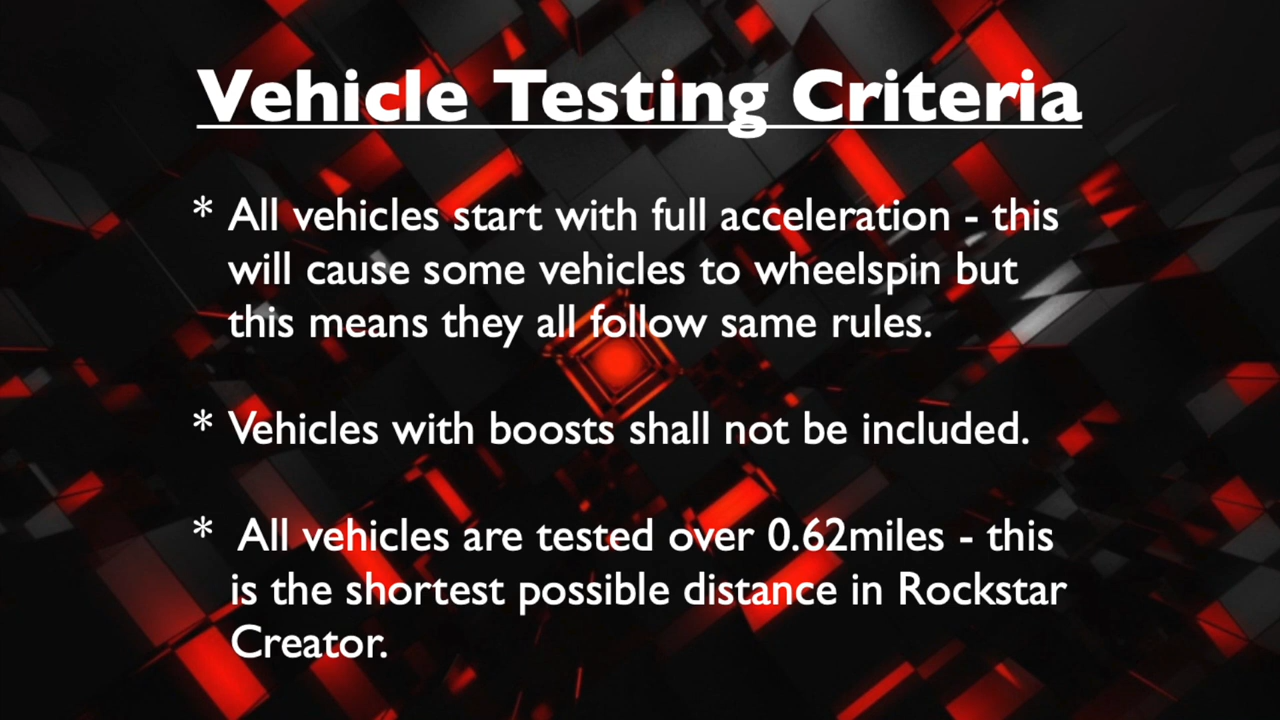 Vehicle Testing Criteria
* All vehicles start with full acceleration - this
will cause some vehicles to wheelspin but
this means they all follow same rules.
* Vehicles with boosts shall not be included.
* All vehicles are tested over 0.62miles - this
is the shortest possible distance in Rockstar
Creator.